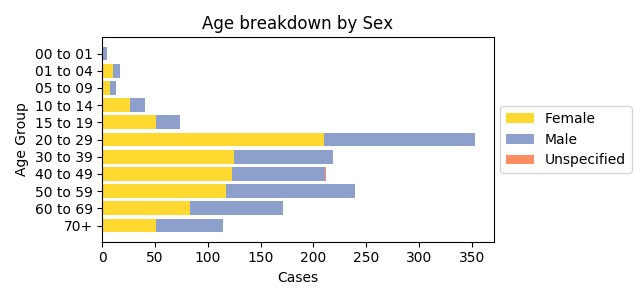 Age breakdown by Sex
Age Group
00 to 01
01 to 04
05 to 09
10 to 14
15 to 19
20 to 29
30 to 39
40 to 49
50 to 59
60 to 69
70+
0 50 100 150 200 250 300 350
Cases
Female
Male
Unspecified